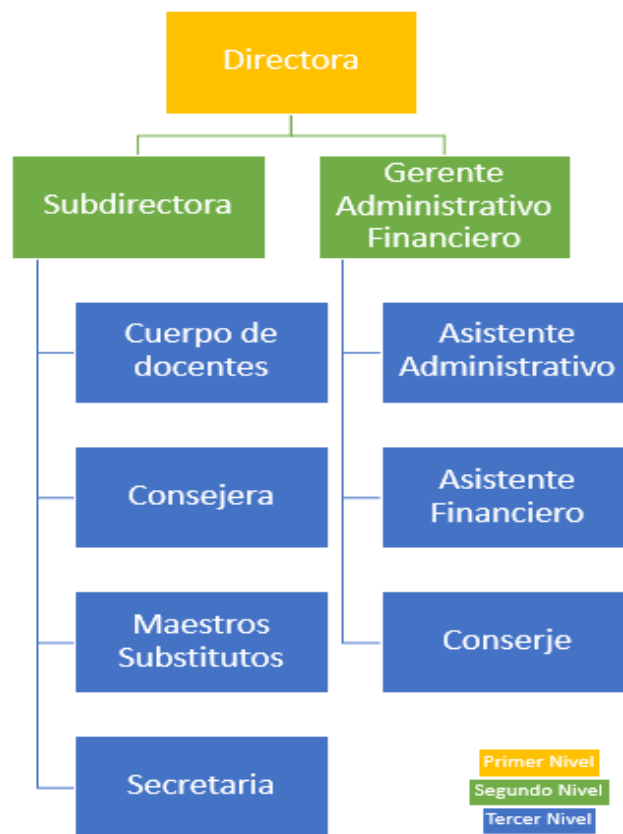 Directora
Subdirectora
Gerente
Administrativo
Financiero
Cuerpo de
docentes
Asistente
Administrativo
Consejera
Asistente
Financiero
Maestros
Substitutos
Conserje
Secretaria
Primer Nivel
Segundo Nivel
Tercer Nivel